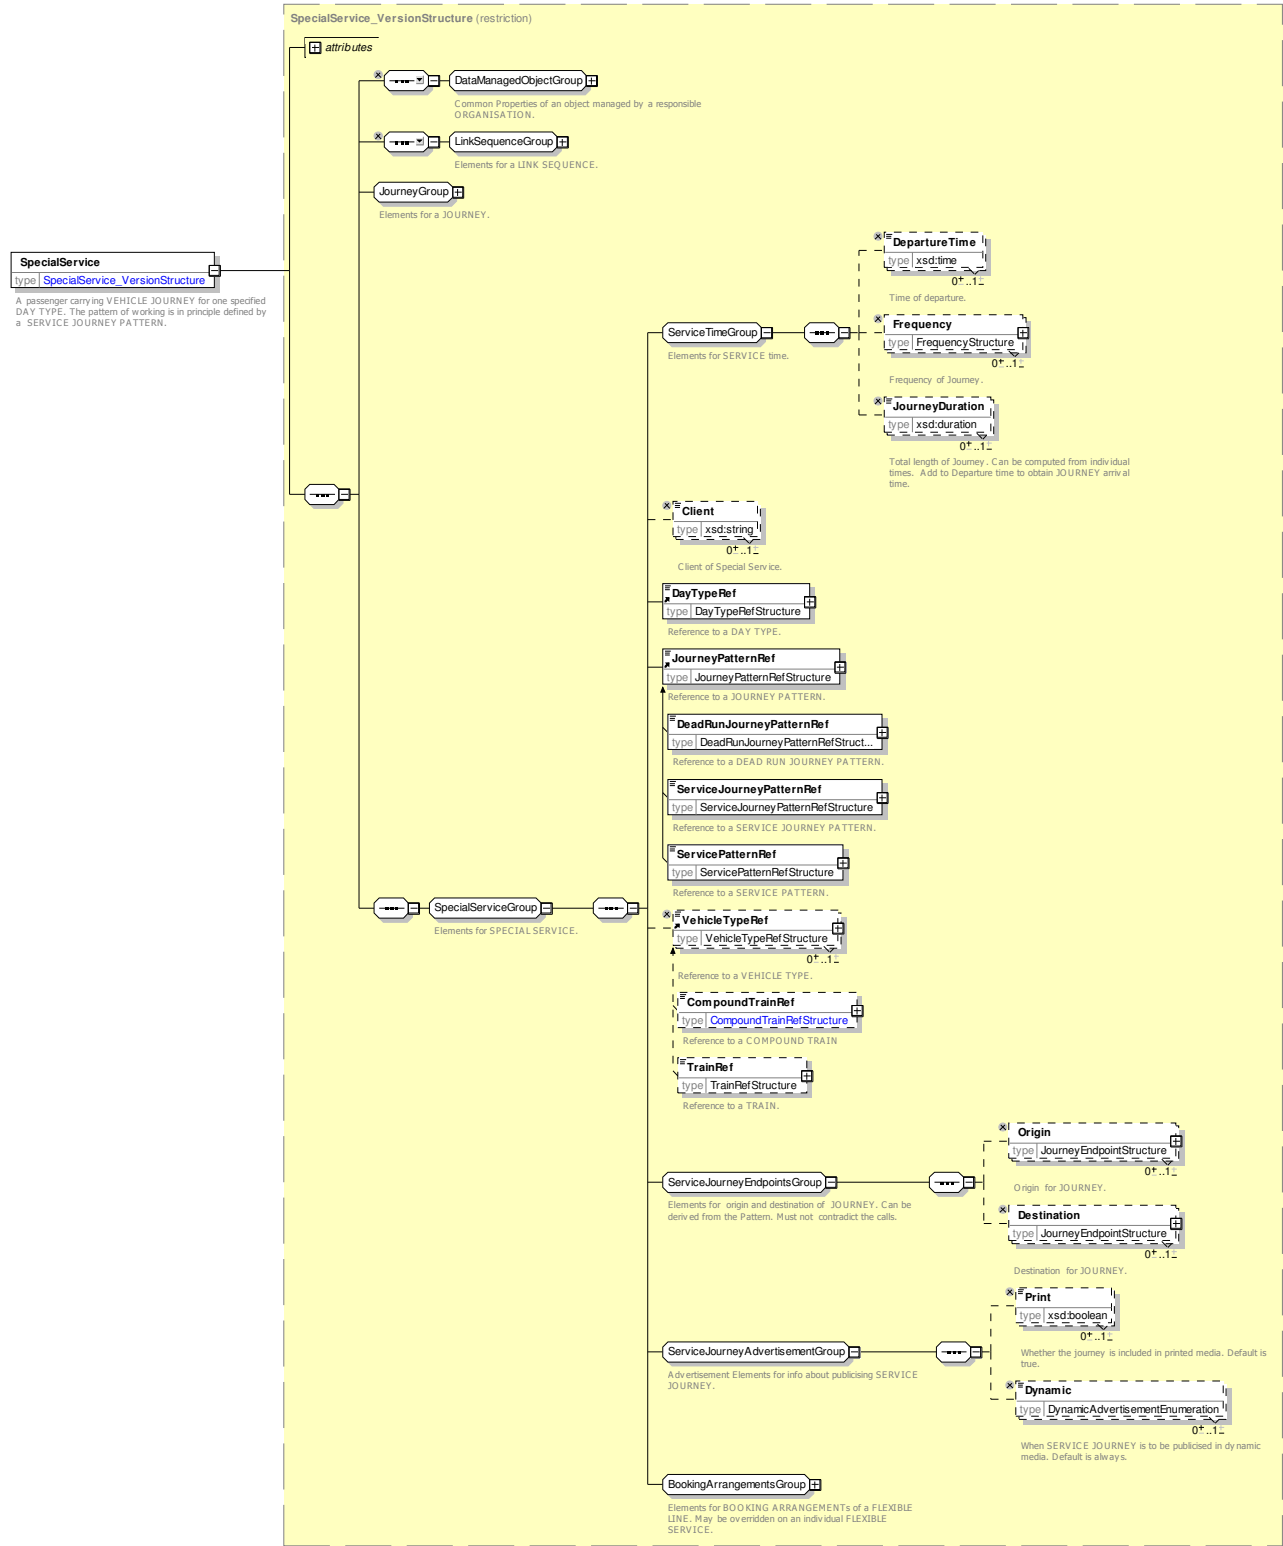 SpecialService_VersionStructure (restriction)
attributes
DataManagedObjectGroup
Common Properties of an object managed by a responsible
ORGANISATION.
LinkSequenceGroup
Elements for a LINK SEQUENCE.
JourneyGroup
Elements for a JOURNEY.
SpecialService
type SpecialService_VersionStructure
A passenger carrying VEHICLE JOURNEY for one specified
DAY TYPE. The pattern of working is in principle defined by
a SERVICE JOURNEY PATTERN.
DepartureTime
type xsd:time
0..1
Time of departure.
ServiceTimeGroup
Elements for SERVICE time.
Frequency
type FrequencyStructure
0..1
Frequency of Journey.
JourneyDuration
type xsd:duration
0..1
Total length of Journey. Can be computed from individual
times. Add to Departure time to obtain JOURNEY arrival
time.
Client
type xsd:string
0..1
Client of Special Service.
DayTypeRef
type DayTypeRefStructure
Reference to a DAY TYPE.
JourneyPatternRef
type JourneyPatternRefStructure
Reference to a JOURNEY PATTERN.
DeadRunJourneyPatternRef
type DeadRunJourneyPatternRefStruct...
Reference to a DEAD RUN JOURNEY PATTERN.
ServiceJourneyPatternRef
type ServiceJourneyPatternRefStructure
Reference to a SERVICE JOURNEY PATTERN.
ServicePatternRef
type ServicePatternRefStructure
Reference to a SERVICE PATTERN.
SpecialServiceGroup
Elements for SPECIAL SERVICE.
VehicleTypeRef
type VehicleTypeRefStructure
0..1
Reference to a VEHICLE TYPE.
CompoundTrainRef
type CompoundTrainRefStructure
Reference to a COMPOUND TRAIN
TrainRef
type TrainRefStructure
Reference to a TRAIN.
Origin
type JourneyEndpointStructure
0..1
Origin for JOURNEY.
ServiceJourneyEndpointsGroup
Elements for origin and destination of JOURNEY. Can be
derived from the Pattern. Must not contradict the calls.
Destination
type JourneyEndpointStructure
0..1
Destination for JOURNEY.
Print
type xsd:boolean
0..1
Whether the journey is included in printed media. Default is
true.
ServiceJourneyAdvertisementGroup
Advertisement Elements for info about publicising SERVICE
JOURNEY.
Dynamic
type DynamicAdvertisementEnumeration
0..1
When SERVICE JOURNEY is to be publicised in dynamic
media. Default is always.
BookingArrangementsGroup
Elements for BOOKING ARRANGEMENTs of a FLEXIBLE
LINE. May be overridden on an individual FLEXIBLE
SERVICE.